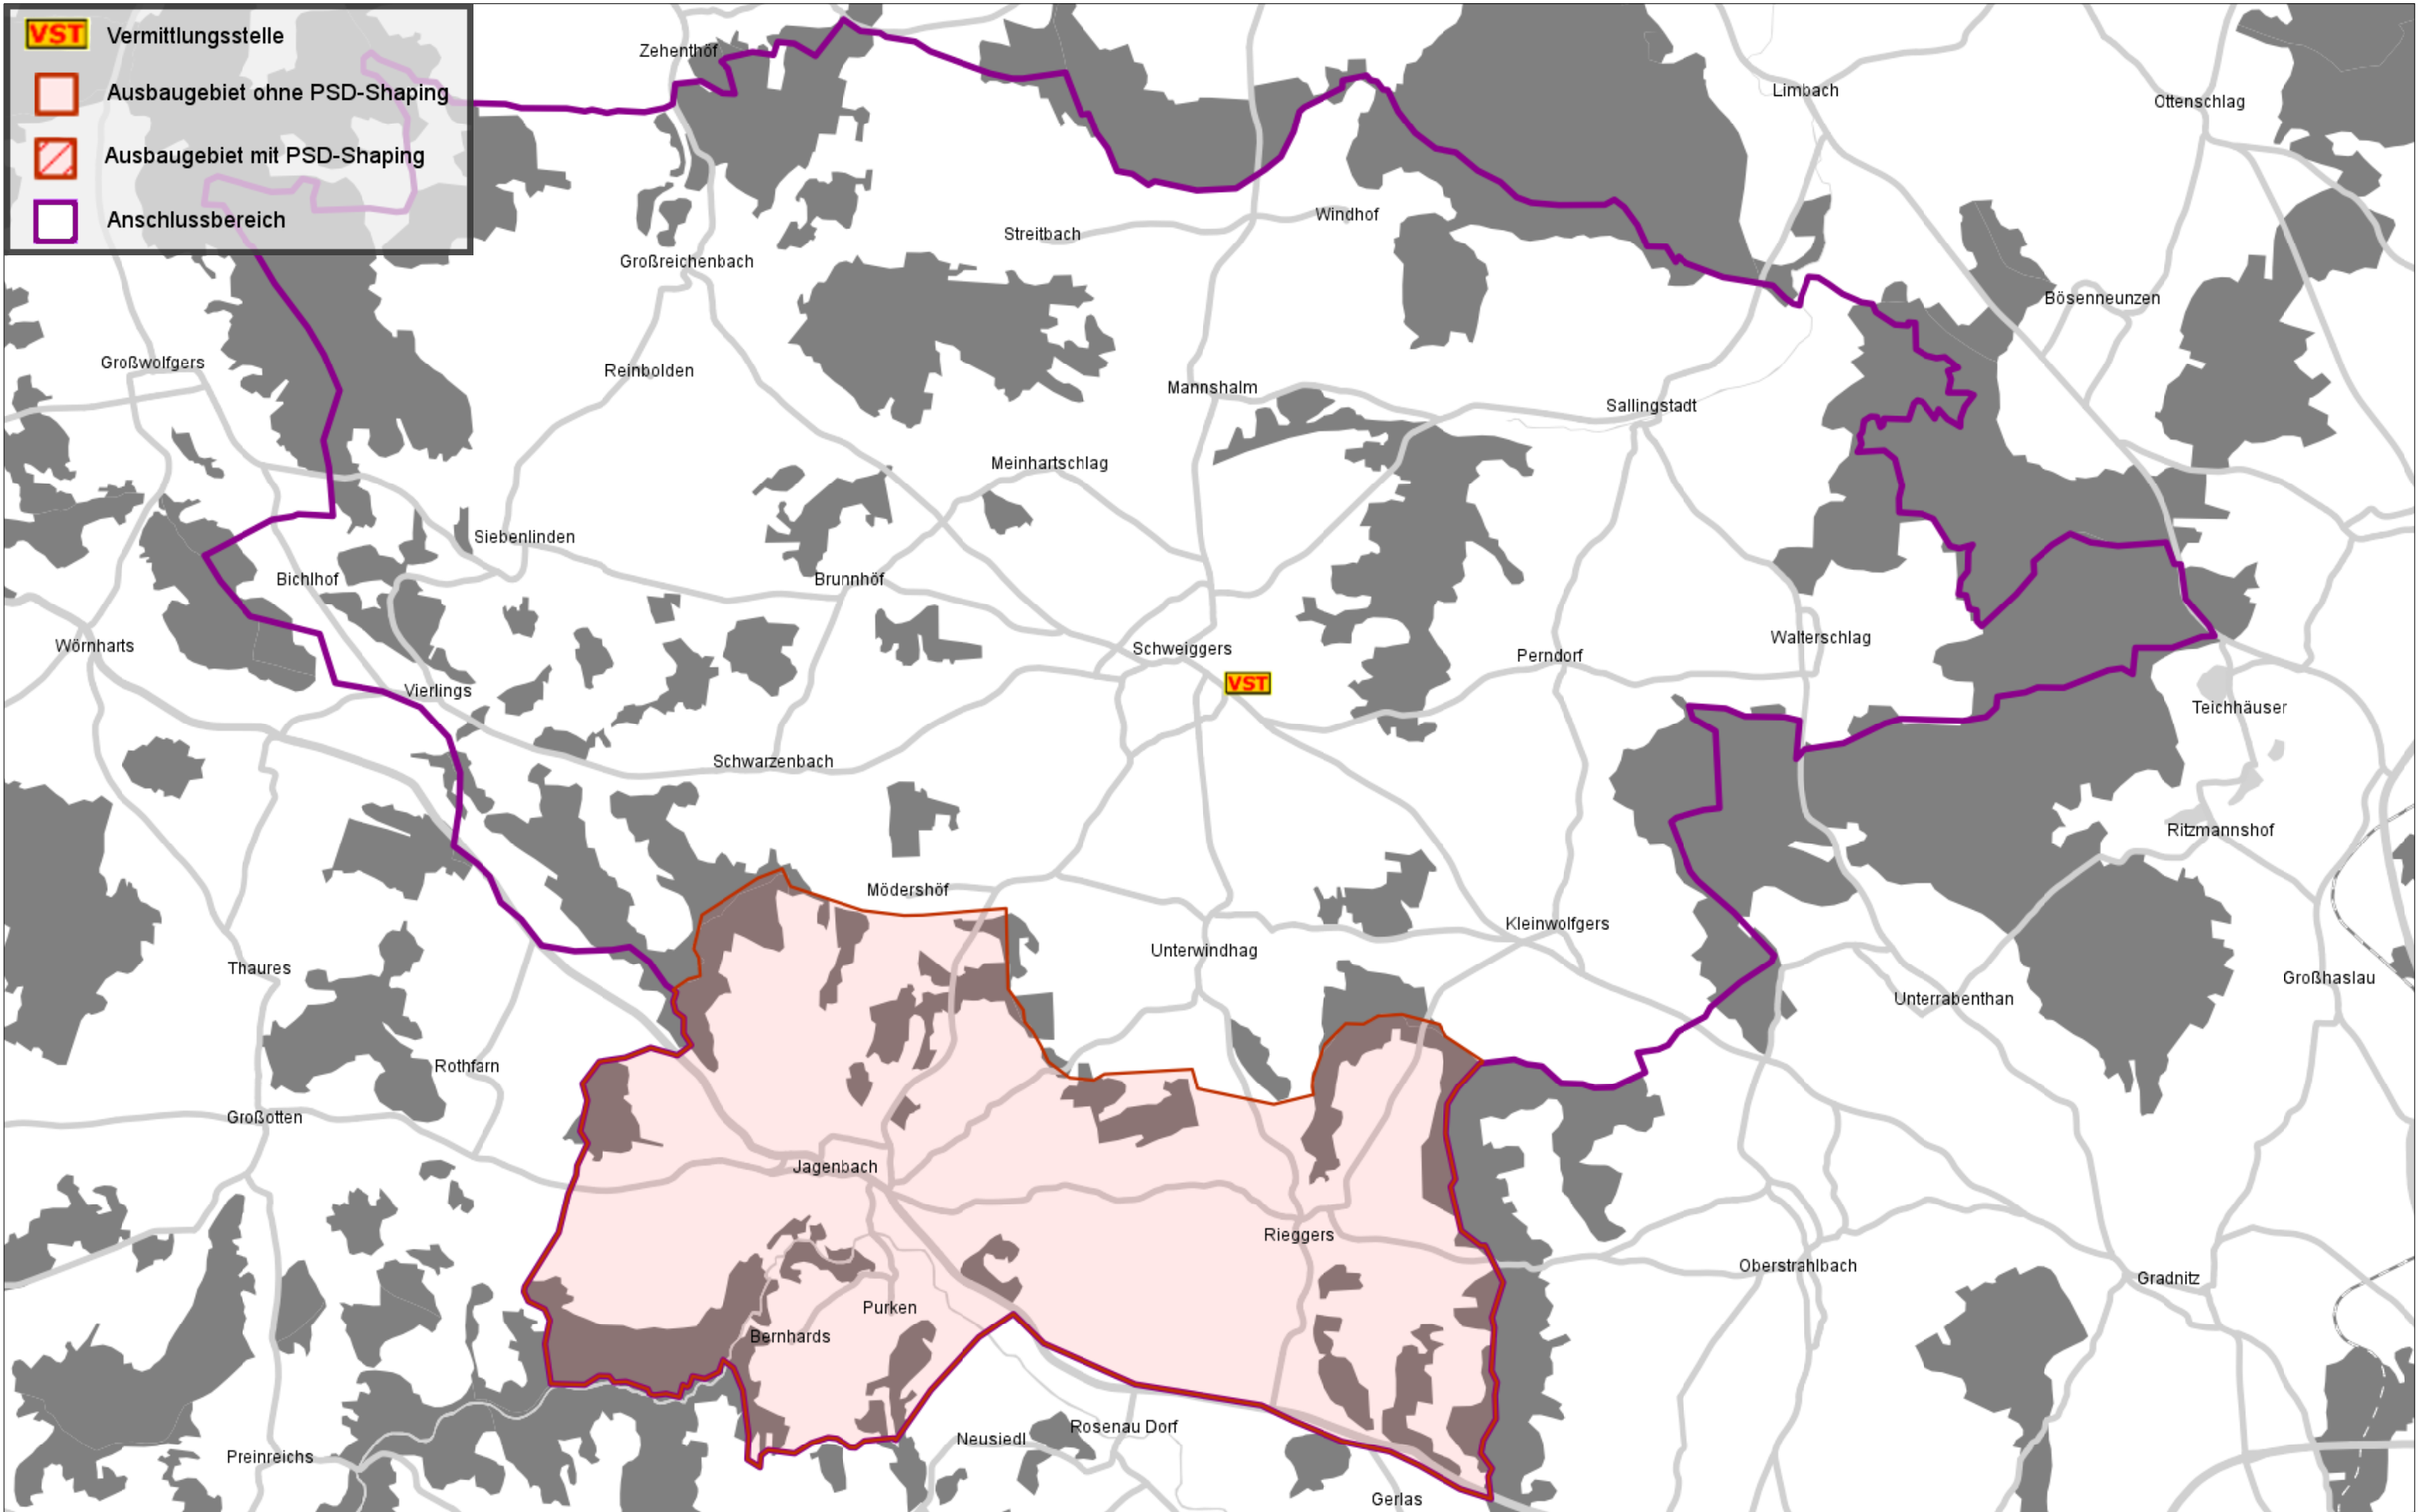 VST Vermittlungsstelle
Ausbaugebiet ohne PSD-Shaping
Ausbaugebiet mit PSD-Shaping
Anschlussbereich
Zehenthöf
Limbach
Ottenschlag
Windhof
Streitbach
Großreichenbach
Bösenneunzen
Großwolfgers
Reinbolden
Mannshalm
Sallingstadt
Meinhartschlag
Siebenlinden
Bichlhof
Brunnhöf
Walterschlag
Wörnharts
Schweiggers
Perndorf
VST
Vierlings
Teichhäuser
Schwarzenbach
Ritzmannshof
Mödershöf
Kleinwolfgers
Unterwindhag
Thaures
Großhaslau
Unterrabenthan
Rothfarn
Großotten
Jagenbach
Rieggers
Oberstrahlbach
Gradnitz
Purken
Bernhards
Rosenau Dorf
Neusiedl
Preinreichs
Gerlas